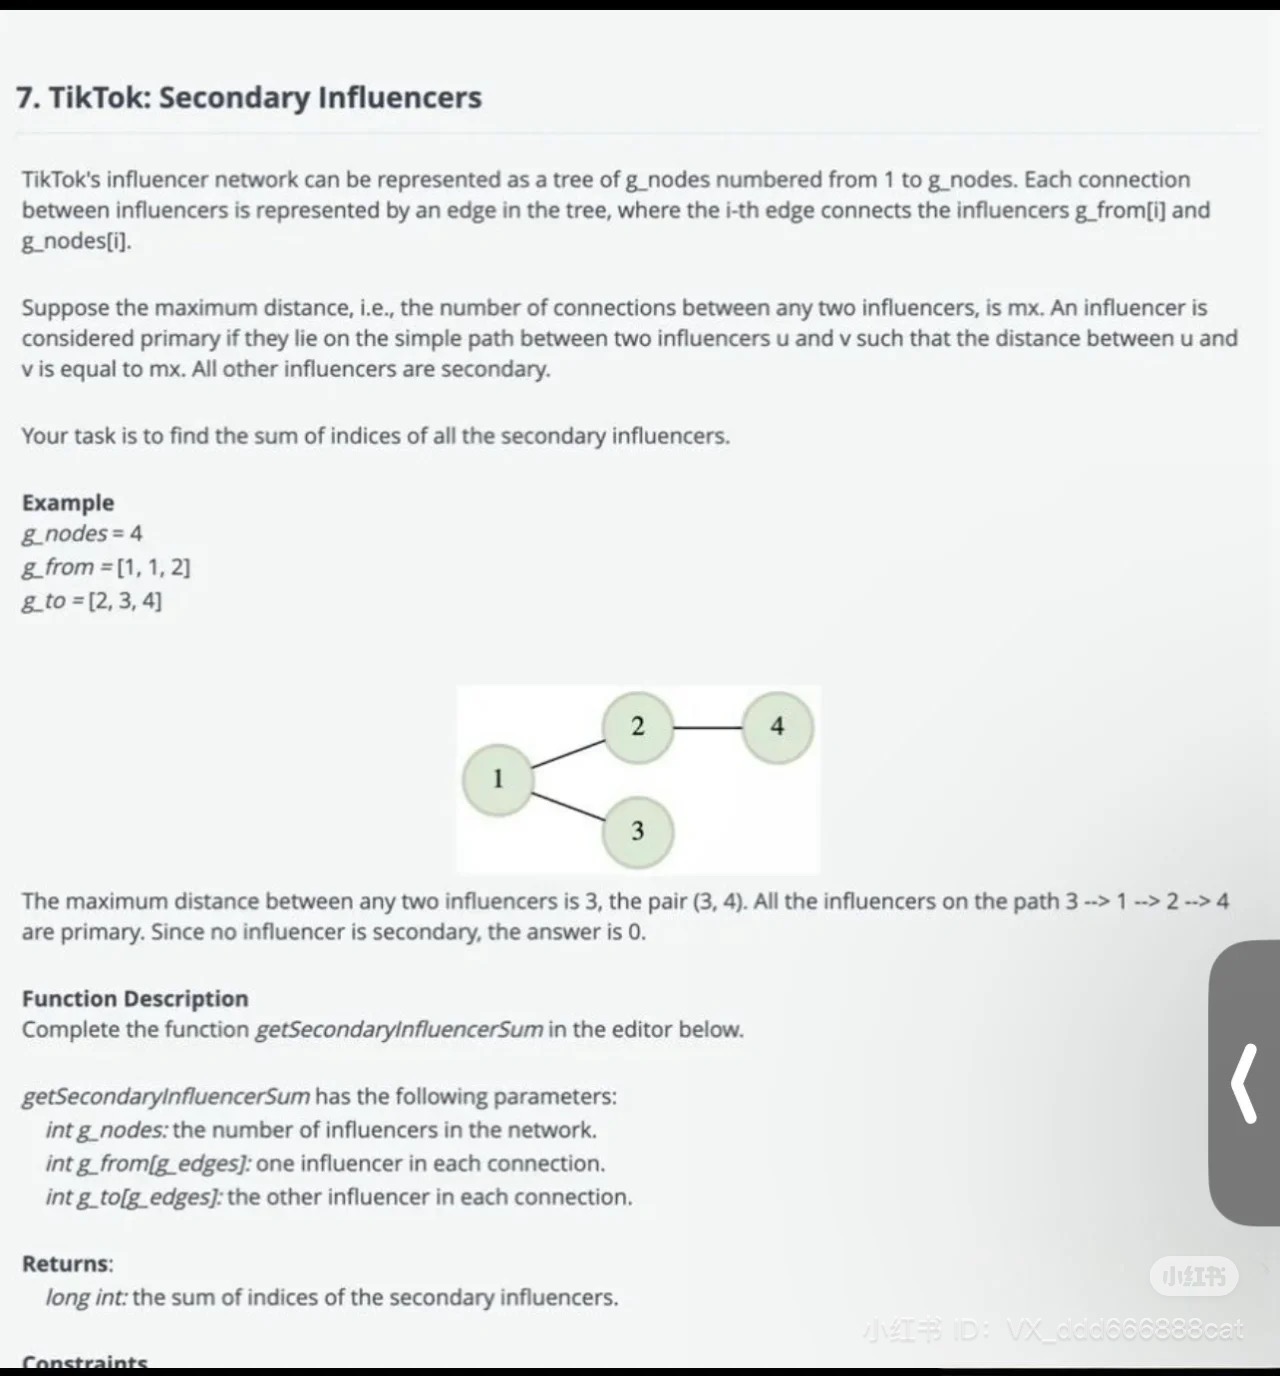 7. TikTok: Secondary Influencers
TikTok's influencer network can be represented as a tree of g_nodes numbered from 1 to g_nodes. Each connection
between influencers is represented by an edge in the tree, where the i-th edge connects the influencers g_from[i] and
g_nodes[i].
Suppose the maximum distance, i.e., the number of connections between any two influencers, is mx. An influencer is
considered primary if they lie on the simple path between two influencers u and v such that the distance between u and
v is equal to mx. All other influencers are secondary.
Your task is to find the sum of indices of all the secondary influencers.
Example
g_nodes = 4
g_from = [1, 1, 2]
g_to = [2, 3, 4]
2
4
1
3
The maximum distance between any two influencers is 3, the pair (3, 4). All the influencers on the path 3 --> 1 --> 2 --> 4
are primary. Since no influencer is secondary, the answer is 0.
Function Description
Complete the function getSecondaryInfluencerSum in the editor below.
getSecondaryInfluencerSum has the following parameters:
int g_nodes: the number of influencers in the network.
int g_from[g_edges]: one influencer in each connection.
int g_to[g_edges]: the other influencer in each connection.
Returns:
long int: the sum of indices of the secondary influencers.
小红书
小红书 ID: VX_ddd666888cat
Constraints